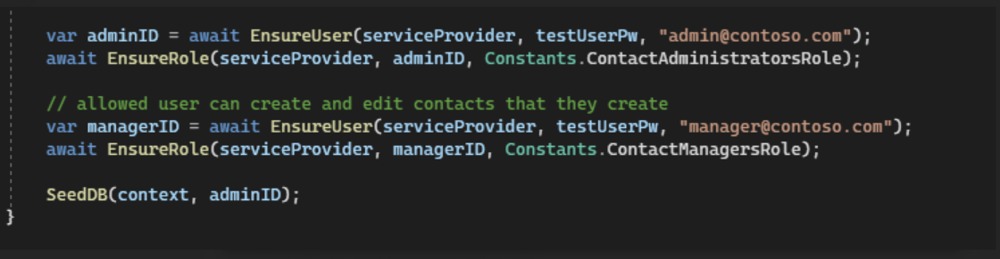 var adminID = await EnsureUser(serviceProvider, testUserPw, "admin@contoso.com");
await EnsureRole(serviceProvider, adminID, Constants.ContactAdministratorsRole);
// allowed user can create and edit contacts that they create
var managerID = await EnsureUser(serviceProvider, testUserPw, "manager@contoso.com");
await EnsureRole(serviceProvider, managerID, Constants.ContactManagersRole);
SeedDB(context, adminID);
}